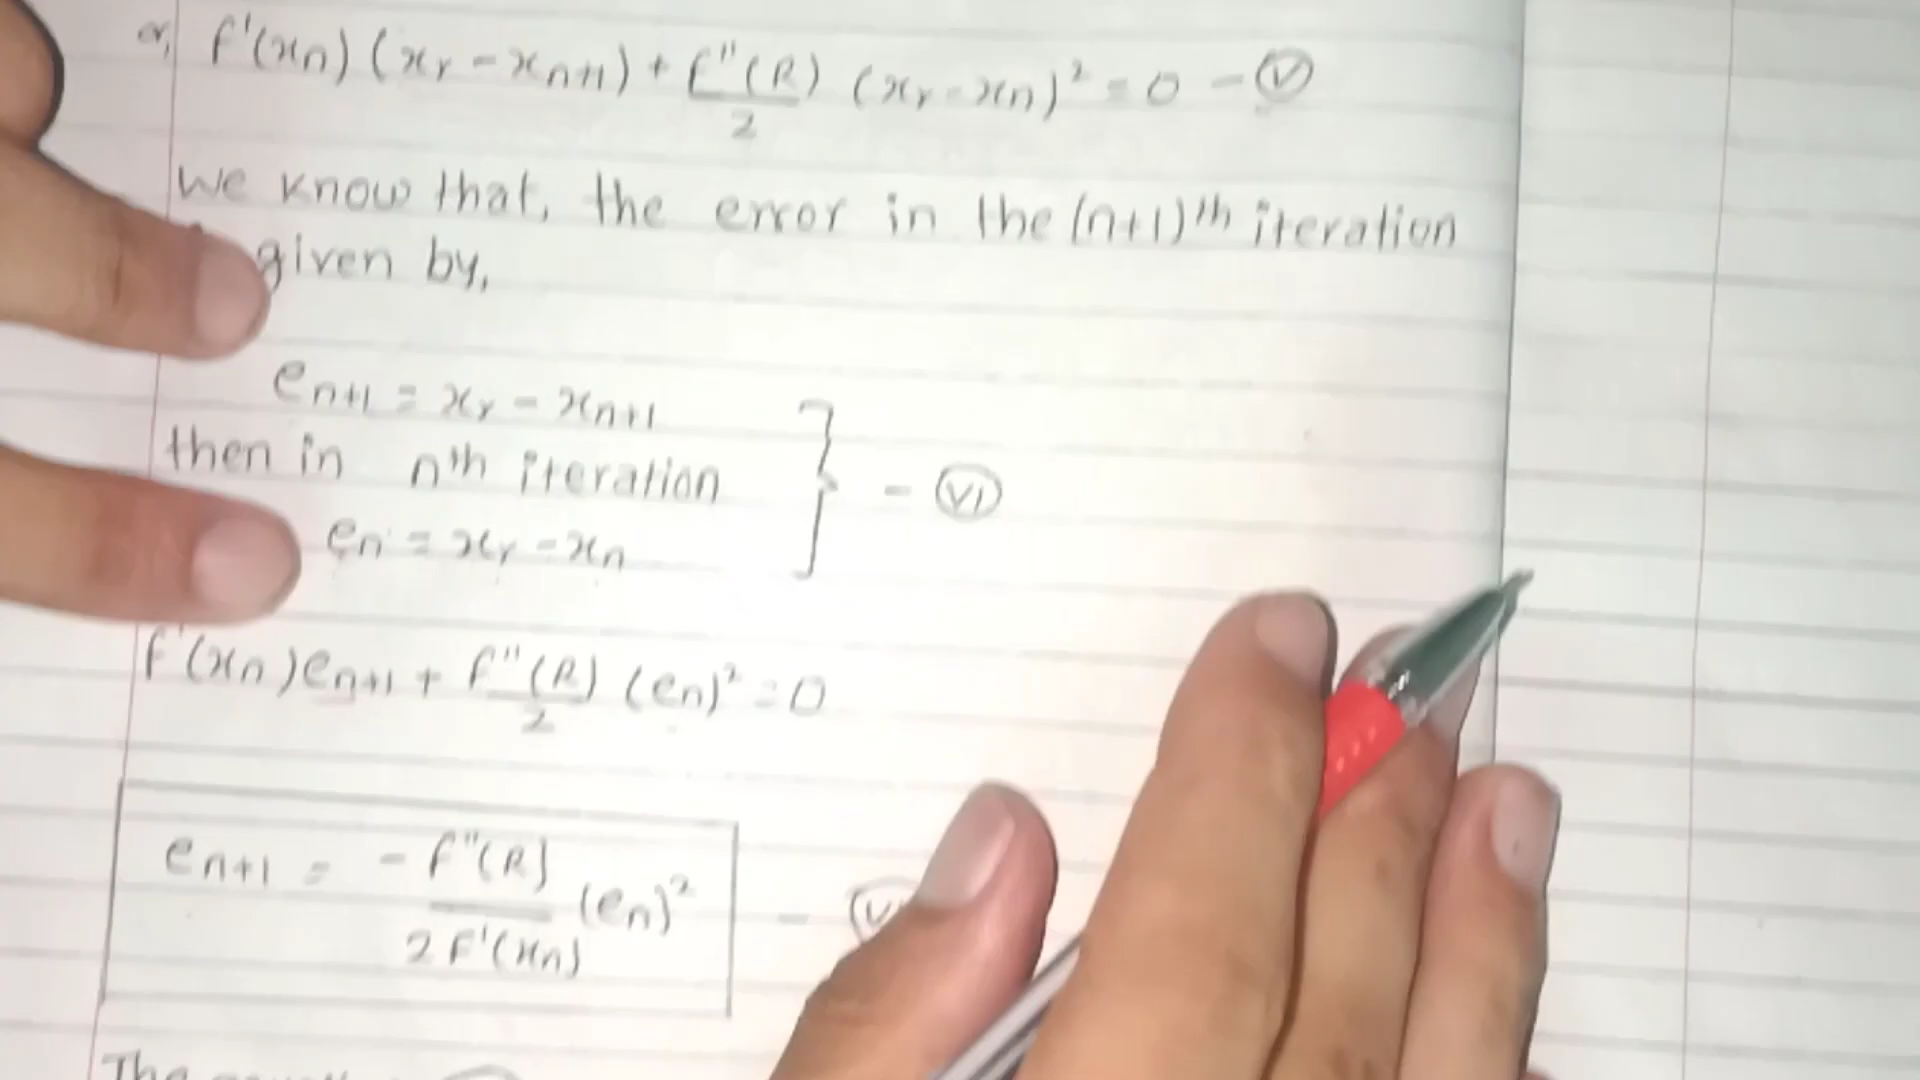 or, f'(xn) (xr - xn+1) + f"(R)/2 (xr - xn)² = 0 - (V)
We know that, the error in the (n+1)th iteration
given by,
en+1 = xr - xn+1
then in nth iteration
- (VI)
en = xr - xn
f'(xn)en+1 + f"(R)/2 (en)² = 0
en+1 = - f"(R)/2f'(xn) (en)² -
The